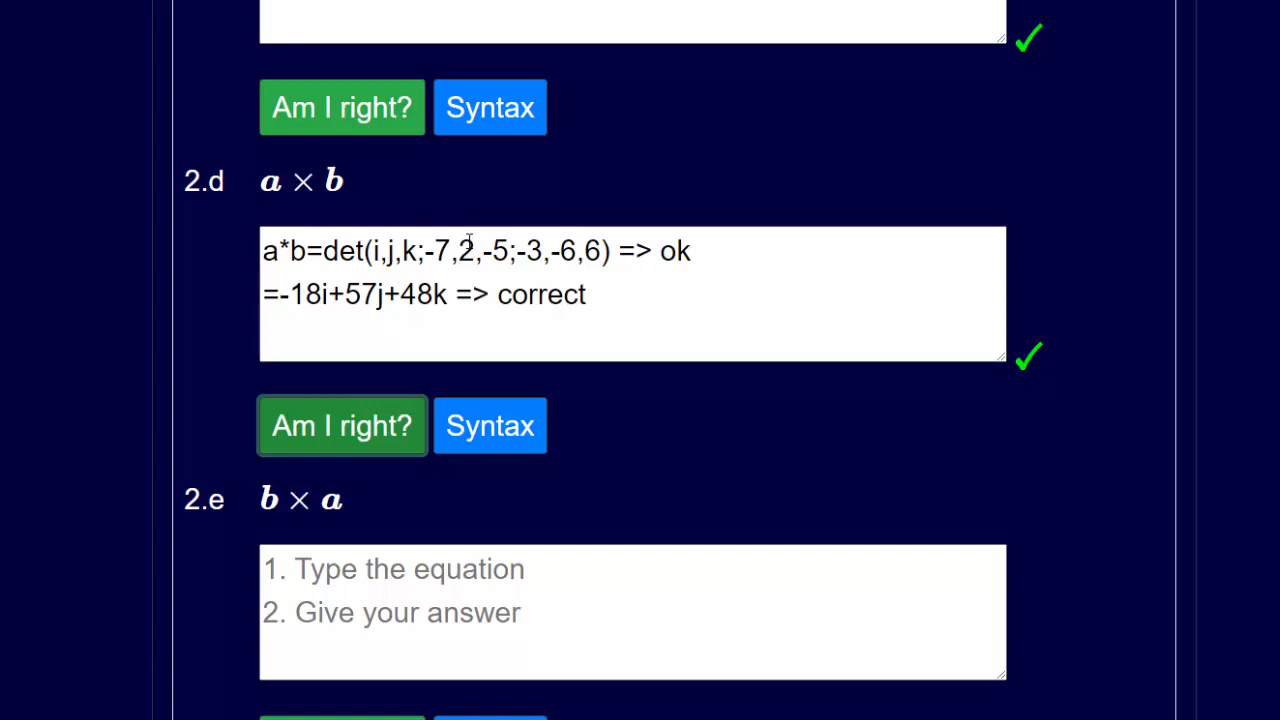 Am I right? Syntax
2.d a × b
a*b=det(i,j,k;-7,2,-5;-3,-6,6) => ok
=-18i+57j+48k => correct
Am I right? Syntax
2.e b × a
1. Type the equation
2. Give your answer